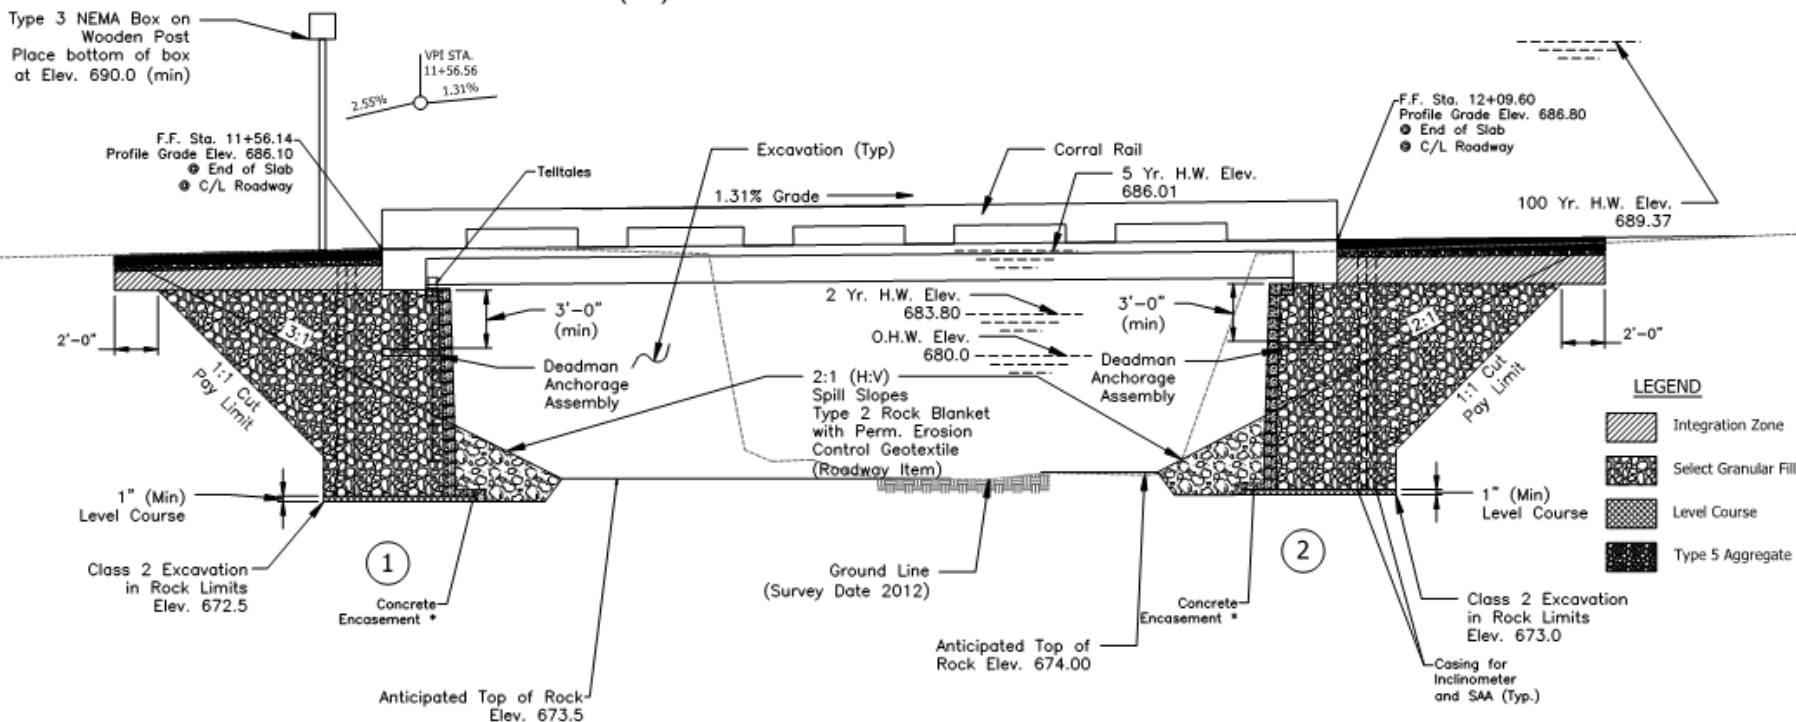 Type 3 NEMA Box on
Wooden Post
Place bottom of box
at Elev. 690.0 (min)
VPI STA.
11+56.56
2.55%
1.31%
F.F. Sta. 11+56.14
Profile Grade Elev. 686.10
@ End of Slab
@ C/L Roadway
Telltales
Excavation (Typ)
Corral Rail
1.31% Grade
5 Yr. H.W. Elev.
686.01
F.F. Sta. 12+09.60
Profile Grade Elev. 686.80
@ End of Slab
@ C/L Roadway
100 Yr. H.W. Elev.
689.37
2'-0"
3:1
1:1 Cut
Pay Limit
3'-0"
(min)
Deadman
Anchorage
Assembly
2 Yr. H.W. Elev.
683.80
O.H.W. Elev.
680.0
2:1 (H:V)
Spill Slopes
Type 2 Rock Blanket
with Perm. Erosion
Control Geotextile
(Roadway Item)
3'-0"
(min)
Deadman
Anchorage
Assembly
2:1
1:1 Cut
Pay Limit
2'-0"
LEGEND
Integration Zone
Select Granular Fill
Level Course
Type 5 Aggregate
1" (Min)
Level Course
1" (Min)
Level Course
Class 2 Excavation
in Rock Limits
Elev. 672.5
1
Concrete
Encasement *
Anticipated Top of Rock
Elev. 673.5
Ground Line
(Survey Date 2012)
Anticipated Top of
Rock Elev. 674.00
2
Concrete
Encasement *
Class 2 Excavation
in Rock Limits
Elev. 673.0
Casing for
Inclinometer
and SAA (Typ.)